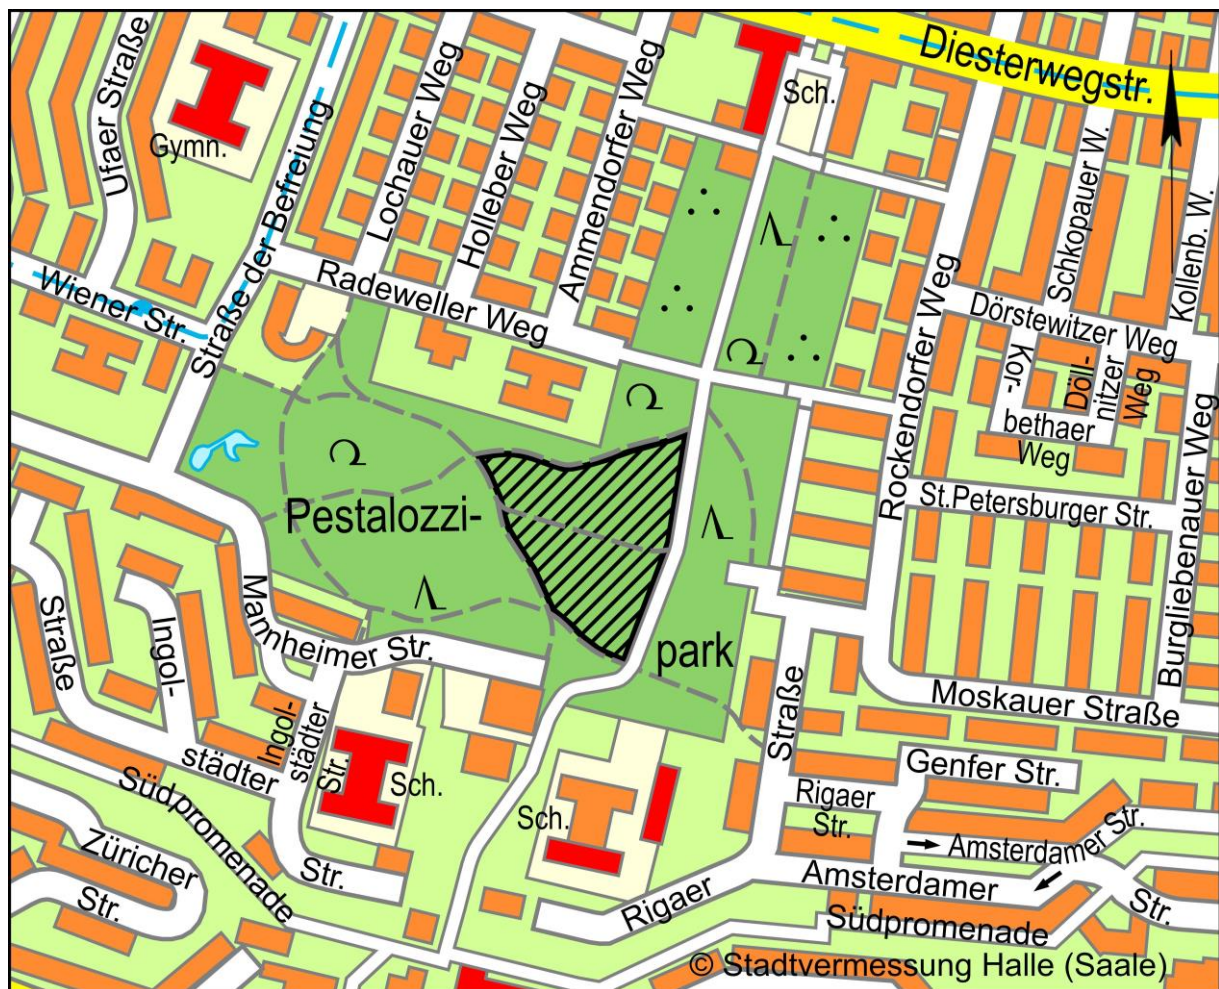 Diesterwegstr.
Sch.
Ufaer Straße
Gymn.
Straße der Befreiung
Lochauer Weg
Holleber Weg
Ammendorfer Weg
Schkopauer W.
Kollenb. W.
Wiener Str.
Radeweller Weg
Rockendorfer Weg
Dörstewitzer Weg
Kor-
bethaer
Weg
Döll-
nitzer
Weg
Burgliebenauer Weg
St.Petersburger Str.
Pestalozzi-
park
Mannheimer Str.
Straße
Ingol-
städter
Str.
Ingol-
städter
Str.
Sch.
Sch.
Straße
Moskauer Straße
Genfer Str.
Rigaer
Str.
Amsterdamer Str.
Amsterdamer
Str.
Südpromenade
Züricher
Str.
Rigaer
Südpromenade
© Stadtvermessung Halle (Saale)